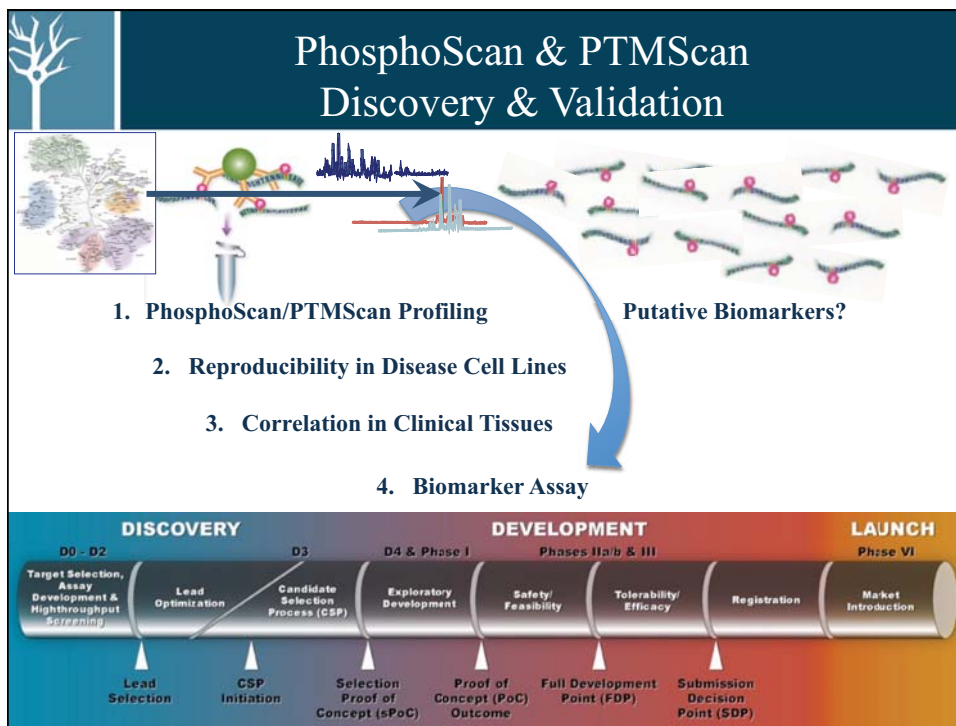 PhosphoScan & PTMScan
Discovery & Validation
1. PhosphoScan/PTMScan Profiling
Putative Biomarkers?
2. Reproducibility in Disease Cell Lines
3. Correlation in Clinical Tissues
4. Biomarker Assay
DISCOVERY
DEVELOPMENT
LAUNCH
D0 - D2
D3
D4 & Phase I
Phases IIa/b & III
Phase VI
Target Selection,
Assay
Development &
Highthroughput
Screening
Lead
Optimization
Candidate
Selection
Process (CSP)
Exploratory
Development
Safety/
Feasibility
Tolerability/
Efficacy
Registration
Market
Introduction
Lead
Selection
CSP
Initiation
Selection
Proof of
Concept (sPoC)
Proof of
Concept (PoC)
Outcome
Full Development
Point (FDP)
Submission
Decision
Point (SDP)